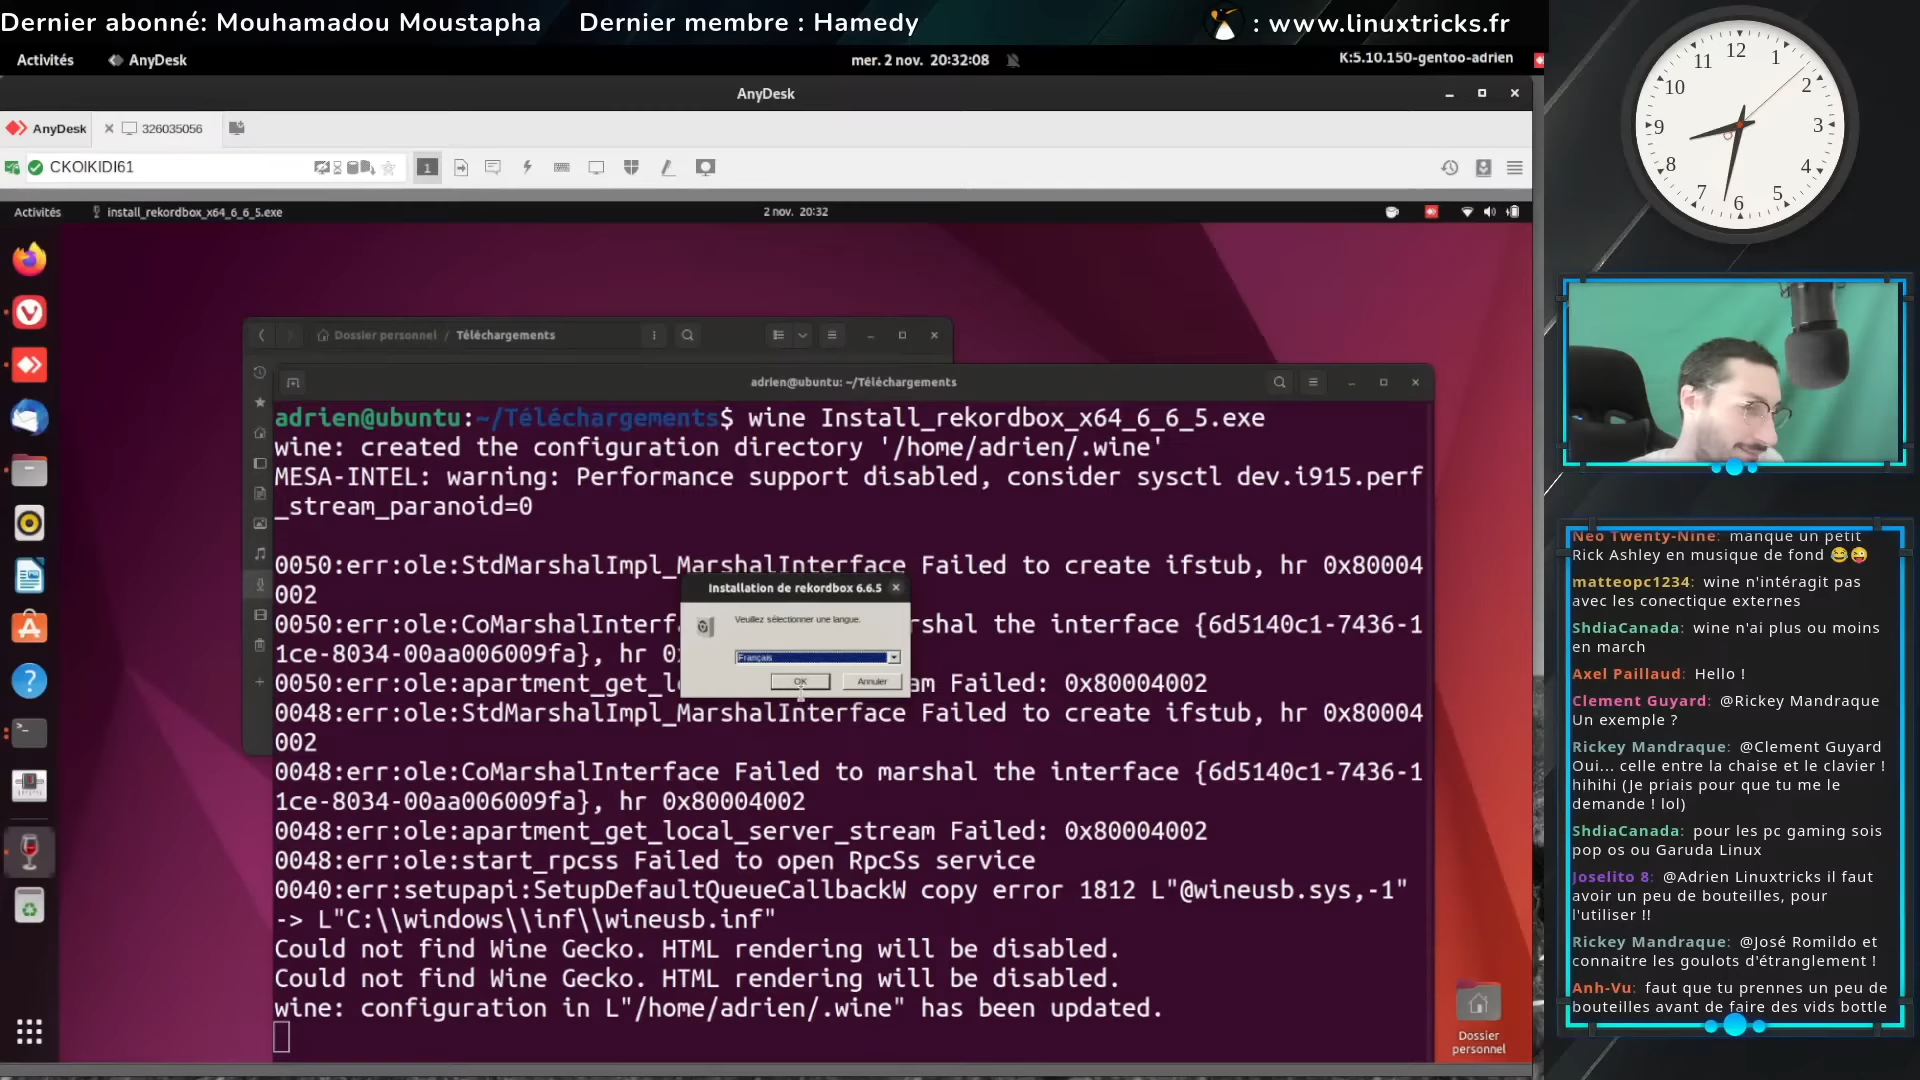 Dernier abonné: Mouhamadou Moustapha Dernier membre : Hamedy : www.linuxtricks.fr
Activités AnyDesk mer. 2 nov. 20:32:08 K:5.10.150-gentoo-adrien
AnyDesk
AnyDesk 326035056
CKOIKIDI61 1
Activités install_rekordbox_x64_6_6_5.exe 2 nov. 20:32
Dossier personnel / Téléchargements
adrien@ubuntu: ~/Téléchargements
adrien@ubuntu:~/Téléchargements$ wine Install_rekordbox_x64_6_6_5.exe
wine: created the configuration directory '/home/adrien/.wine'
MESA-INTEL: warning: Performance support disabled, consider sysctl dev.i915.perf
_stream_paranoid=0
0050:err:ole:StdMarshalImpl_MarshalInterface Failed to create ifstub, hr 0x80004
002
0050:err:ole:CoMarshalInterf rshal the interface {6d5140c1-7436-1
1ce-8034-00aa006009fa}, hr 0x
0050:err:ole:apartment_get_l am Failed: 0x80004002
0048:err:ole:StdMarshalImpl_MarshalInterface Failed to create ifstub, hr 0x80004
002
0048:err:ole:CoMarshalInterface Failed to marshal the interface {6d5140c1-7436-1
1ce-8034-00aa006009fa}, hr 0x80004002
0048:err:ole:apartment_get_local_server_stream Failed: 0x80004002
0048:err:ole:start_rpcss Failed to open RpcSs service
0040:err:setupapi:SetupDefaultQueueCallbackW copy error 1812 L"@wineusb.sys,-1"
-> L"C:\\windows\\inf\\wineusb.inf"
Could not find Wine Gecko. HTML rendering will be disabled.
Could not find Wine Gecko. HTML rendering will be disabled.
wine: configuration in L"/home/adrien/.wine" has been updated.
Installation de rekordbox 6.6.5
Veuillez sélectionner une langue.
Français
OK Annuler
Dossier
personnel
12
1
2
3
4
5
6
7
8
9
10
11
Neo Twenty-Nine: manque un petit
Rick Ashley en musique de fond 😂😜
matteopc1234: wine n'intéragit pas
avec les conectique externes
ShdiaCanada: wine n'ai plus ou moins
en march
Axel Paillaud: Hello !
Clement Guyard: @Rickey Mandraque
Un exemple ?
Rickey Mandraque: @Clement Guyard
Oui... celle entre la chaise et le clavier !
hihihi (Je priais pour que tu me le
demande ! lol)
ShdiaCanada: pour les pc gaming sois
pop os ou Garuda Linux
Joselito 8: @Adrien Linuxtricks il faut
avoir un peu de bouteilles, pour
l'utiliser !!
Rickey Mandraque: @José Romildo et
connaitre les goulots d'étranglement !
Anh-Vu: faut que tu prennes un peu de
bouteilles avant de faire des vids bottle